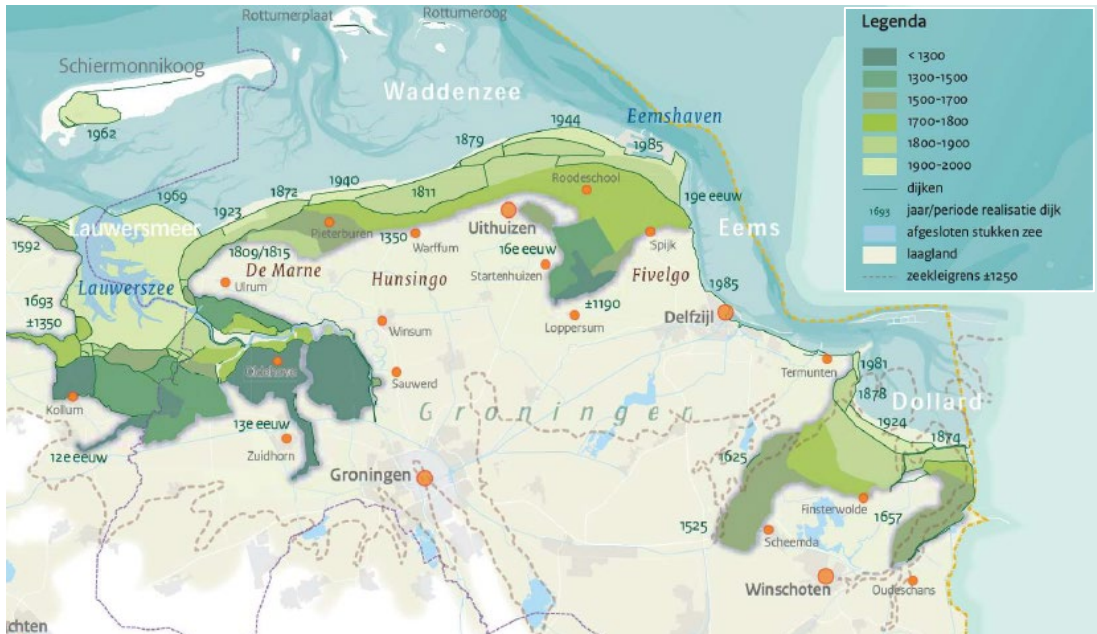 Rottumerplaat
Rottumeroog
Legenda
< 1300
1300-1500
1500-1700
1700-1800
1800-1900
1900-2000
dijken
1693 jaar/periode realisatie dijk
afgesloten stukken zee
laagland
zeekleigrens ±1250
Schiermonnikoog
1962
Waddenzee
Eemshaven
1944
1879
1985
1969
1940
1872
1923
1811
Roodeschool
19e eeuw
Lauwersmeer
1592
Pieterburen
1350
Warffum
Uithuizen
Spijk
Eems
1809/1815
De Marne
Ulrum
Hunsingo
16e eeuw
Startenhuizen
Fivelgo
Lauwerszee
1693
±1350
±1190
Loppersum
1985
Delfzijl
Winsum
Oldehove
Sauwerd
Termunten
1981
1878
Dollard
Kollum
Groningen
1924
1874
12e eeuw
13e eeuw
Zuidhorn
Groningen
1625
1525
Finsterwolde
1657
Scheemda
Winschoten
Oudeschans
chten